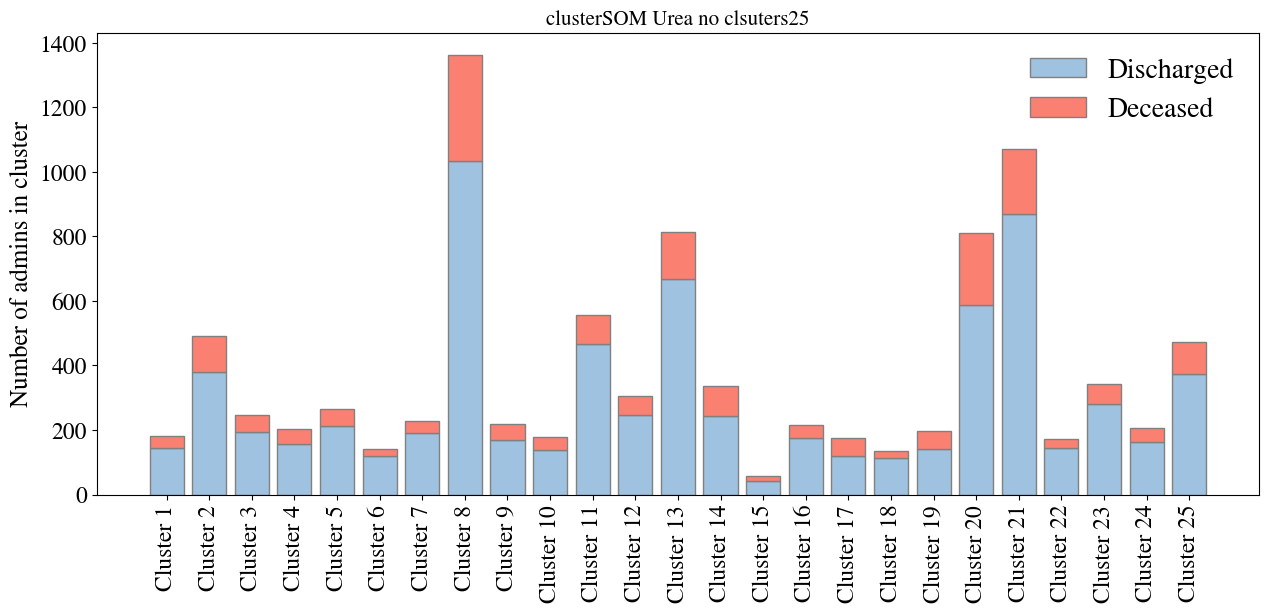 clusterSOM Urea no clsuters25
Number of admins in cluster
1400
1200
1000
800
600
400
200
0
Discharged
Deceased
Cluster 1
Cluster 2
Cluster 3
Cluster 4
Cluster 5
Cluster 6
Cluster 7
Cluster 8
Cluster 9
Cluster 10
Cluster 11
Cluster 12
Cluster 13
Cluster 14
Cluster 15
Cluster 16
Cluster 17
Cluster 18
Cluster 19
Cluster 20
Cluster 21
Cluster 22
Cluster 23
Cluster 24
Cluster 25